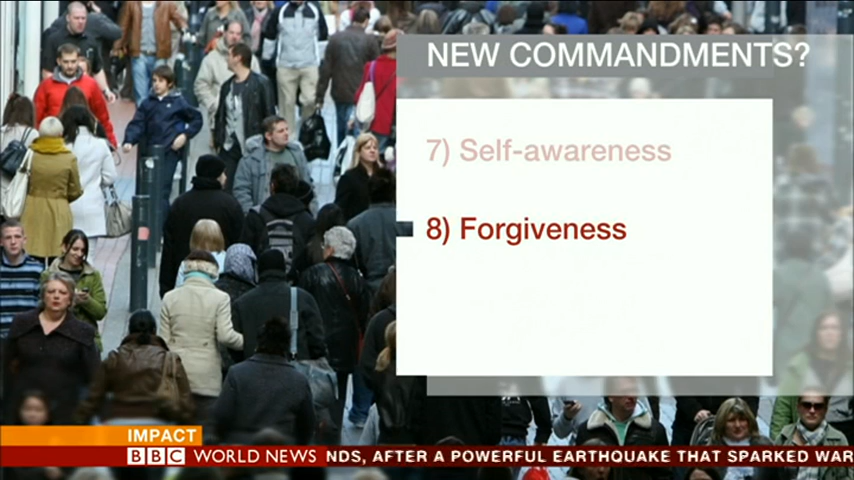 NEW COMMANDMENTS?
7) Self-awareness
8) Forgiveness
IMPACT
BBC WORLD NEWS NDS, AFTER A POWERFUL EARTHQUAKE THAT SPARKED WAR